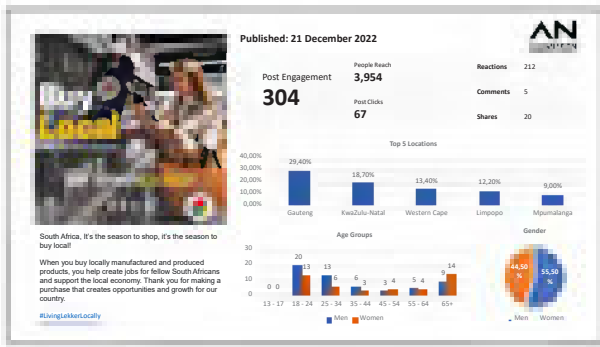 Published: 21 December 2022
AN
Buy
Local
Post Engagement
304
People Reach
3,954
Post Clicks
67
Reactions 212
Comments 5
Shares 20
Top 5 Locations
40,00%
30,00%
20,00%
10,00%
0,00%
29,40%
18,70%
13,40%
12,20%
9,00%
Gauteng
KwaZulu-Natal
Western Cape
Limpopo
Mpumalanga
South Africa, It's the season to shop, it's the season to
buy local!
When you buy locally manufactured and produced
products, you help create jobs for fellow South Africans
and support the local economy. Thank you for making a
purchase that creates opportunities and growth for our
country.
#LivingLekkerLocally
Age Groups
30
20
10
0
0 0
20 13
13 6
6 3
3 4
5 4
9 14
13 - 17
18 - 24
25 - 34
35 - 44
45 - 54
55 - 64
65+
Men Women
Gender
44,50%
55,50%
Men Women